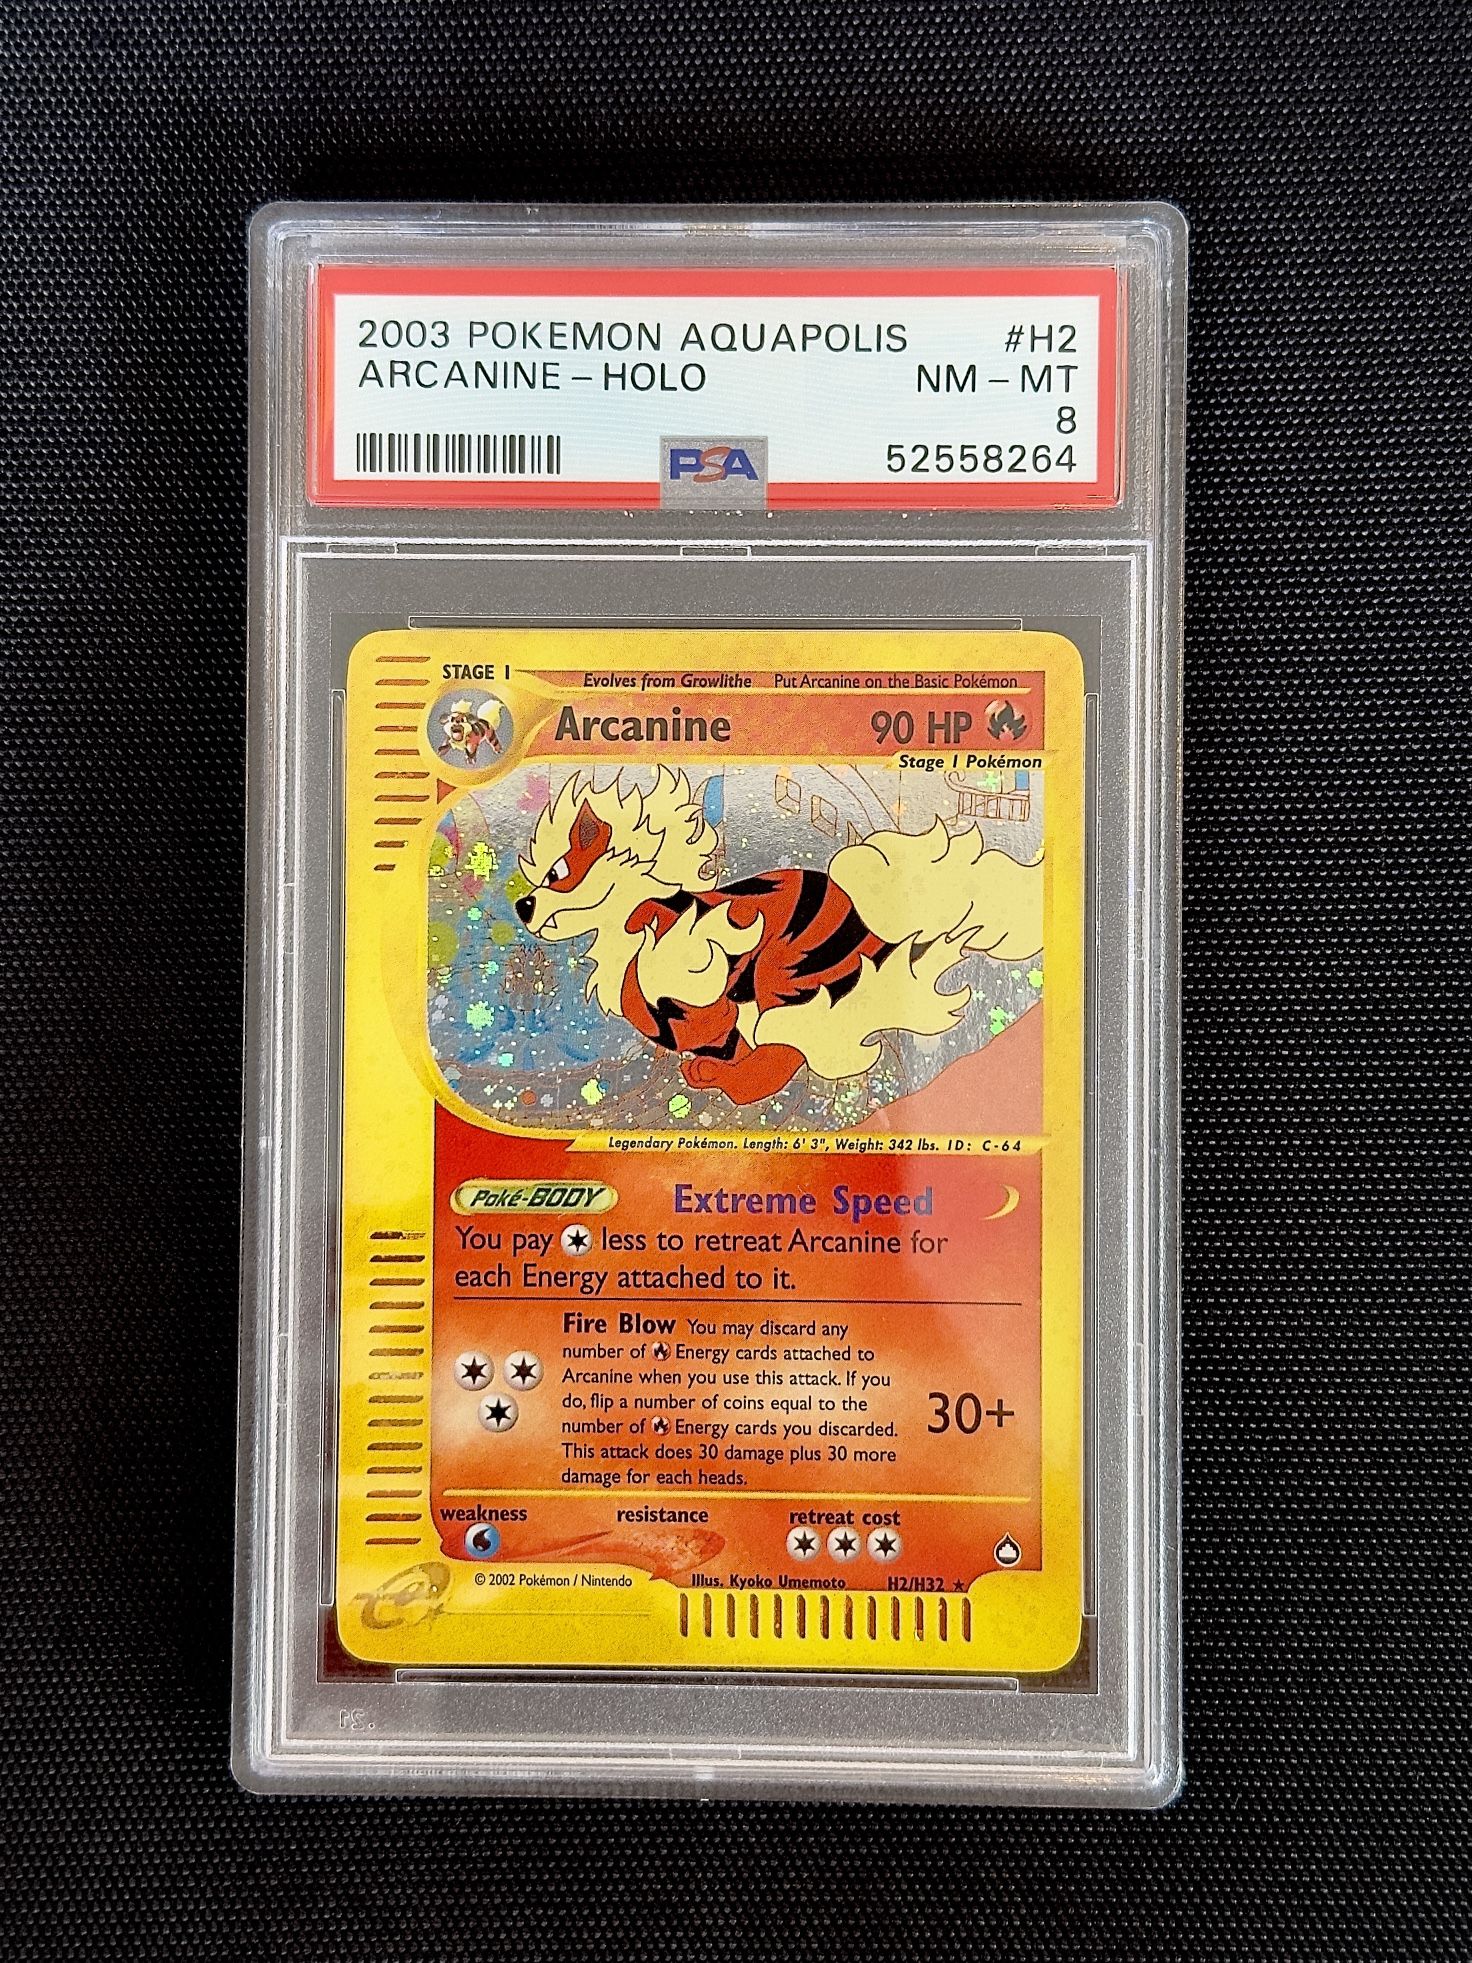 2003 POKEMON AQUAPOLIS #H2
ARCANINE - HOLO NM - MT
8
PSA 52558264
STAGE 1 Evolves from Growlithe Put Arcanine on the Basic Pokémon
Arcanine 90 HP
Stage 1 Pokémon
Legendary Pokémon. Length: 6' 3", Weight: 342 lbs. ID: C-64
Poké-BODY Extreme Speed
You pay less to retreat Arcanine for
each Energy attached to it.
Fire Blow You may discard any
number of Energy cards attached to
Arcanine when you use this attack. If you
do, flip a number of coins equal to the
number of Energy cards you discarded.
This attack does 30 damage plus 30 more
damage for each heads.
30+
weakness resistance retreat cost
© 2002 Pokémon / Nintendo Illus. Kyoko Umemoto H2/H32 ★